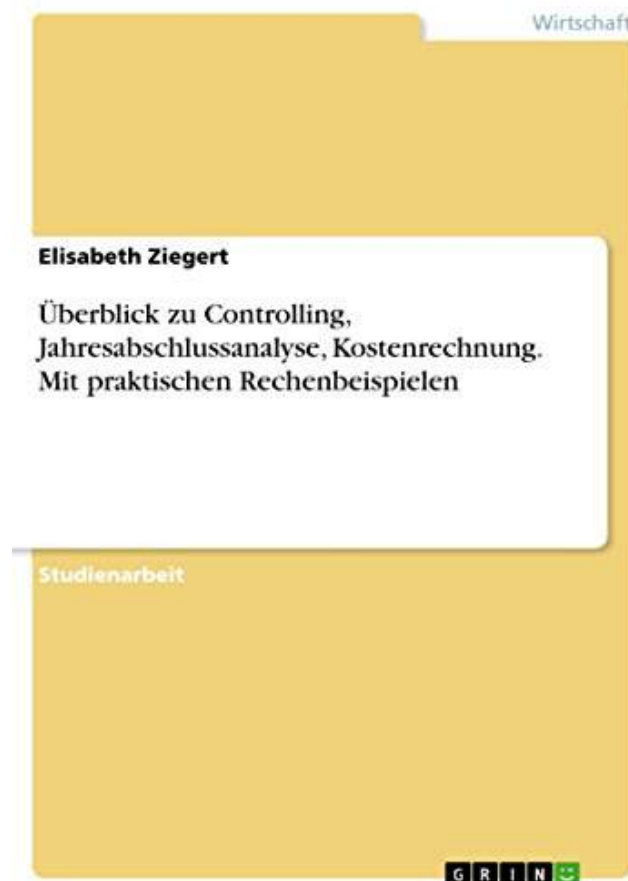 Wirtschaft
Elisabeth Ziegert
Überblick zu Controlling,
Jahresabschlussanalyse, Kostenrechnung.
Mit praktischen Rechenbeispielen
Studienarbeit
GRIN